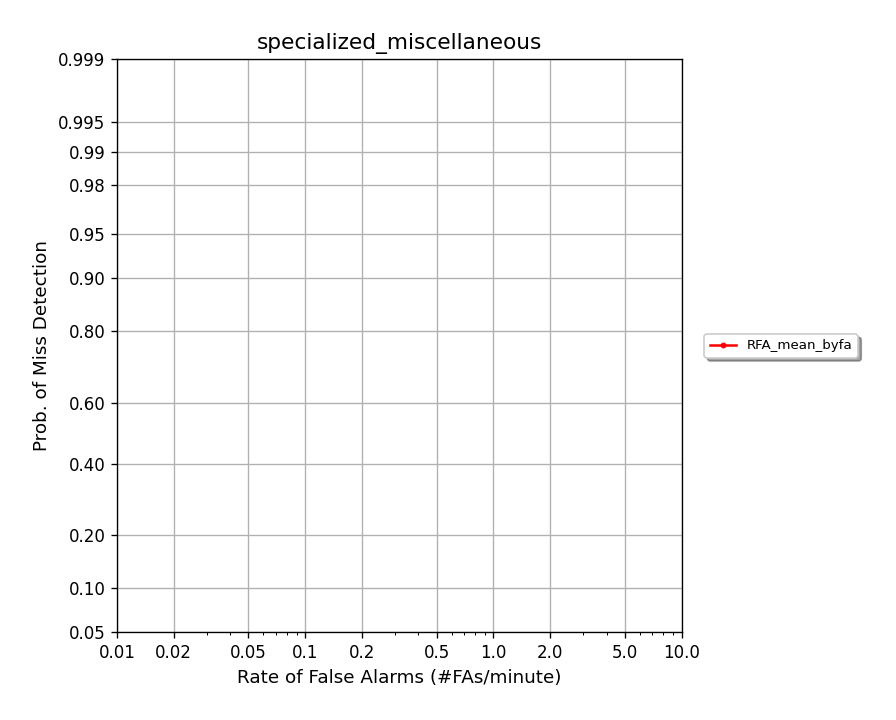 specialized_miscellaneous
0.999
0.995
0.99
0.98
0.95
0.90
0.80
0.60
0.40
0.20
0.10
0.05
Prob. of Miss Detection
0.01 0.02 0.05 0.1 0.2 0.5 1.0 2.0 5.0 10.0
Rate of False Alarms (#FAs/minute)
RFA_mean_byfa